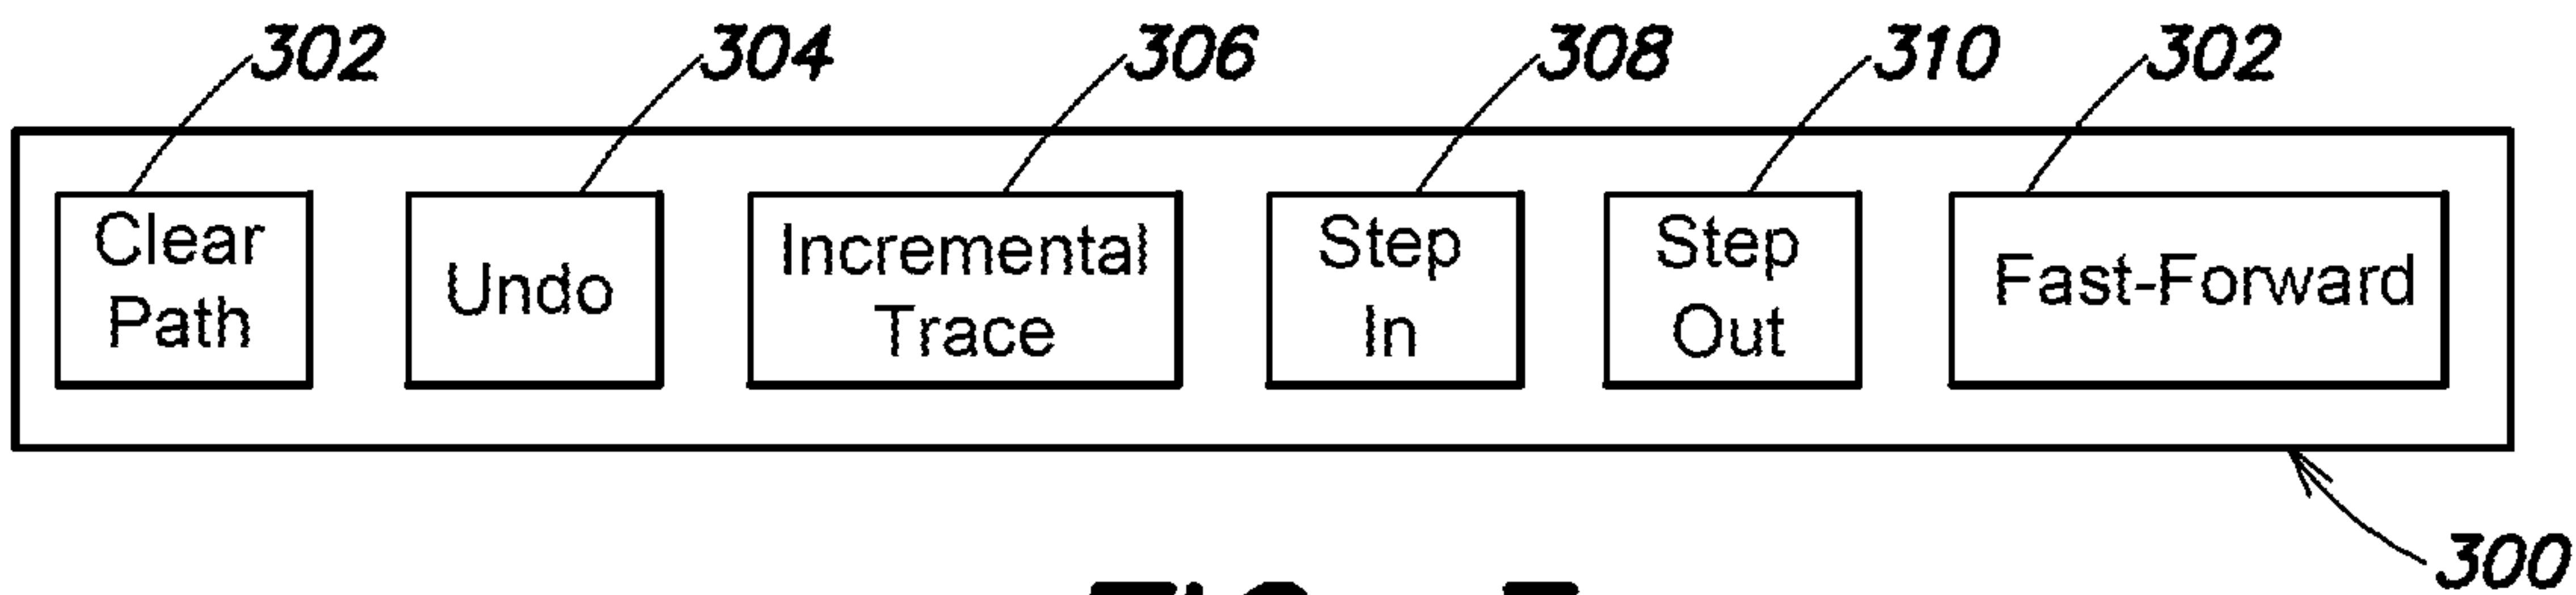 302 304 306 308 310 302
Clear Path
Undo
Incremental Trace
Step In
Step Out
Fast-Forward
300